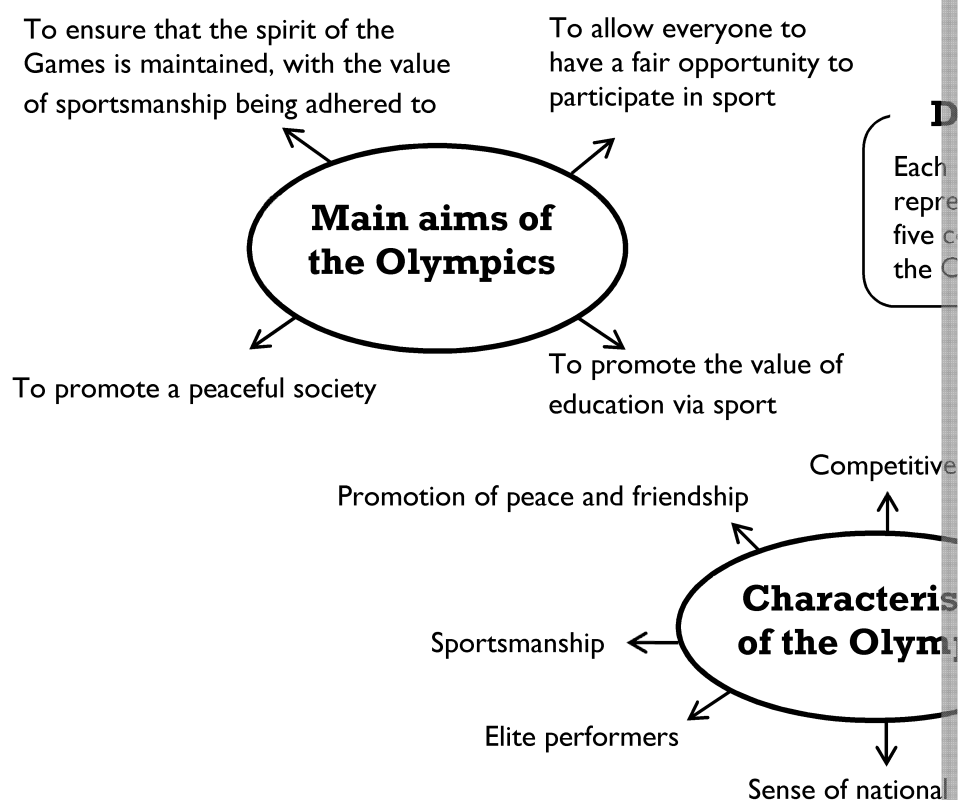 To ensure that the spirit of the
Games is maintained, with the value
of sportsmanship being adhered to
To allow everyone to
have a fair opportunity to
participate in sport
Main aims of
the Olympics
To promote a peaceful society
To promote the value of
education via sport
Each
five
the
Competitive
Promotion of peace and friendship
of the
Sportsmanship
Elite performers
Sense of national